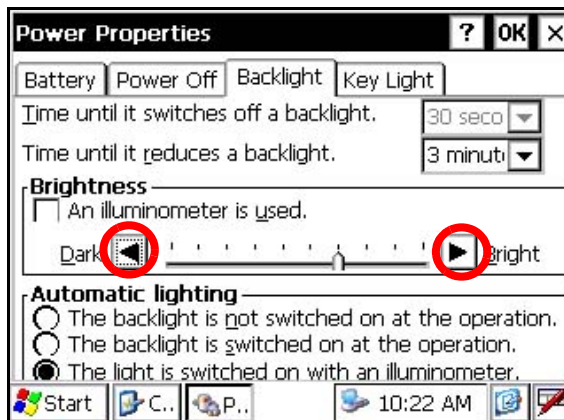 Power Properties ? OK ×
Battery Power Off Backlight Key Light
Time until it switches off a backlight. 30 seco
Time until it reduces a backlight. 3 minut
Brightness
An illuminometer is used.
Dark Bright
Automatic lighting
The backlight is not switched on at the operation.
The backlight is switched on at the operation.
The light is switched on with an illuminometer.
Start C.. P.. 10:22 AM